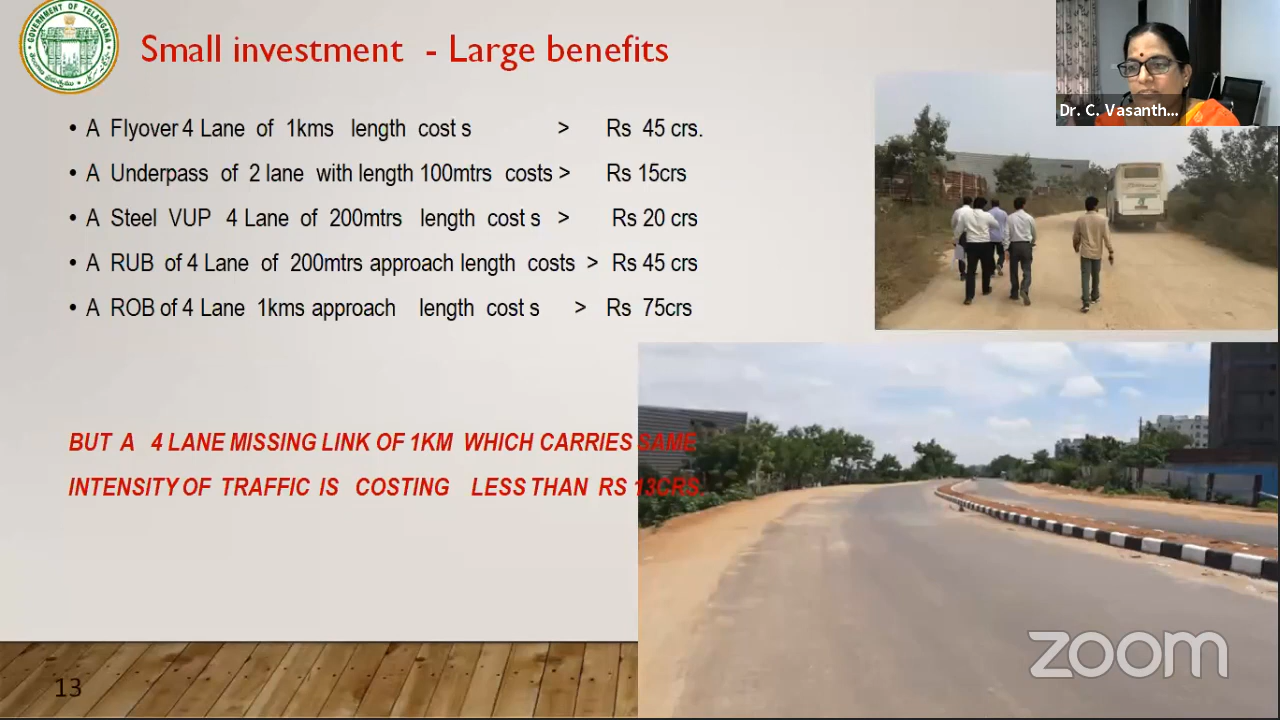 GOVERNMENT OF TELANGANA
Small investment - Large benefits
Dr. C. Vasanth...
• A Flyover 4 Lane of 1kms length cost s > Rs 45 crs.
• A Underpass of 2 lane with length 100mtrs costs > Rs 15crs
• A Steel VUP 4 Lane of 200mtrs length cost s > Rs 20 crs
• A RUB of 4 Lane of 200mtrs approach length costs > Rs 45 crs
• A ROB of 4 Lane 1kms approach length cost s > Rs 75crs
BUT A 4 LANE MISSING LINK OF 1KM WHICH CARRIES SAME
INTENSITY OF TRAFFIC IS COSTING LESS THAN RS 13CRS.
zoom
13